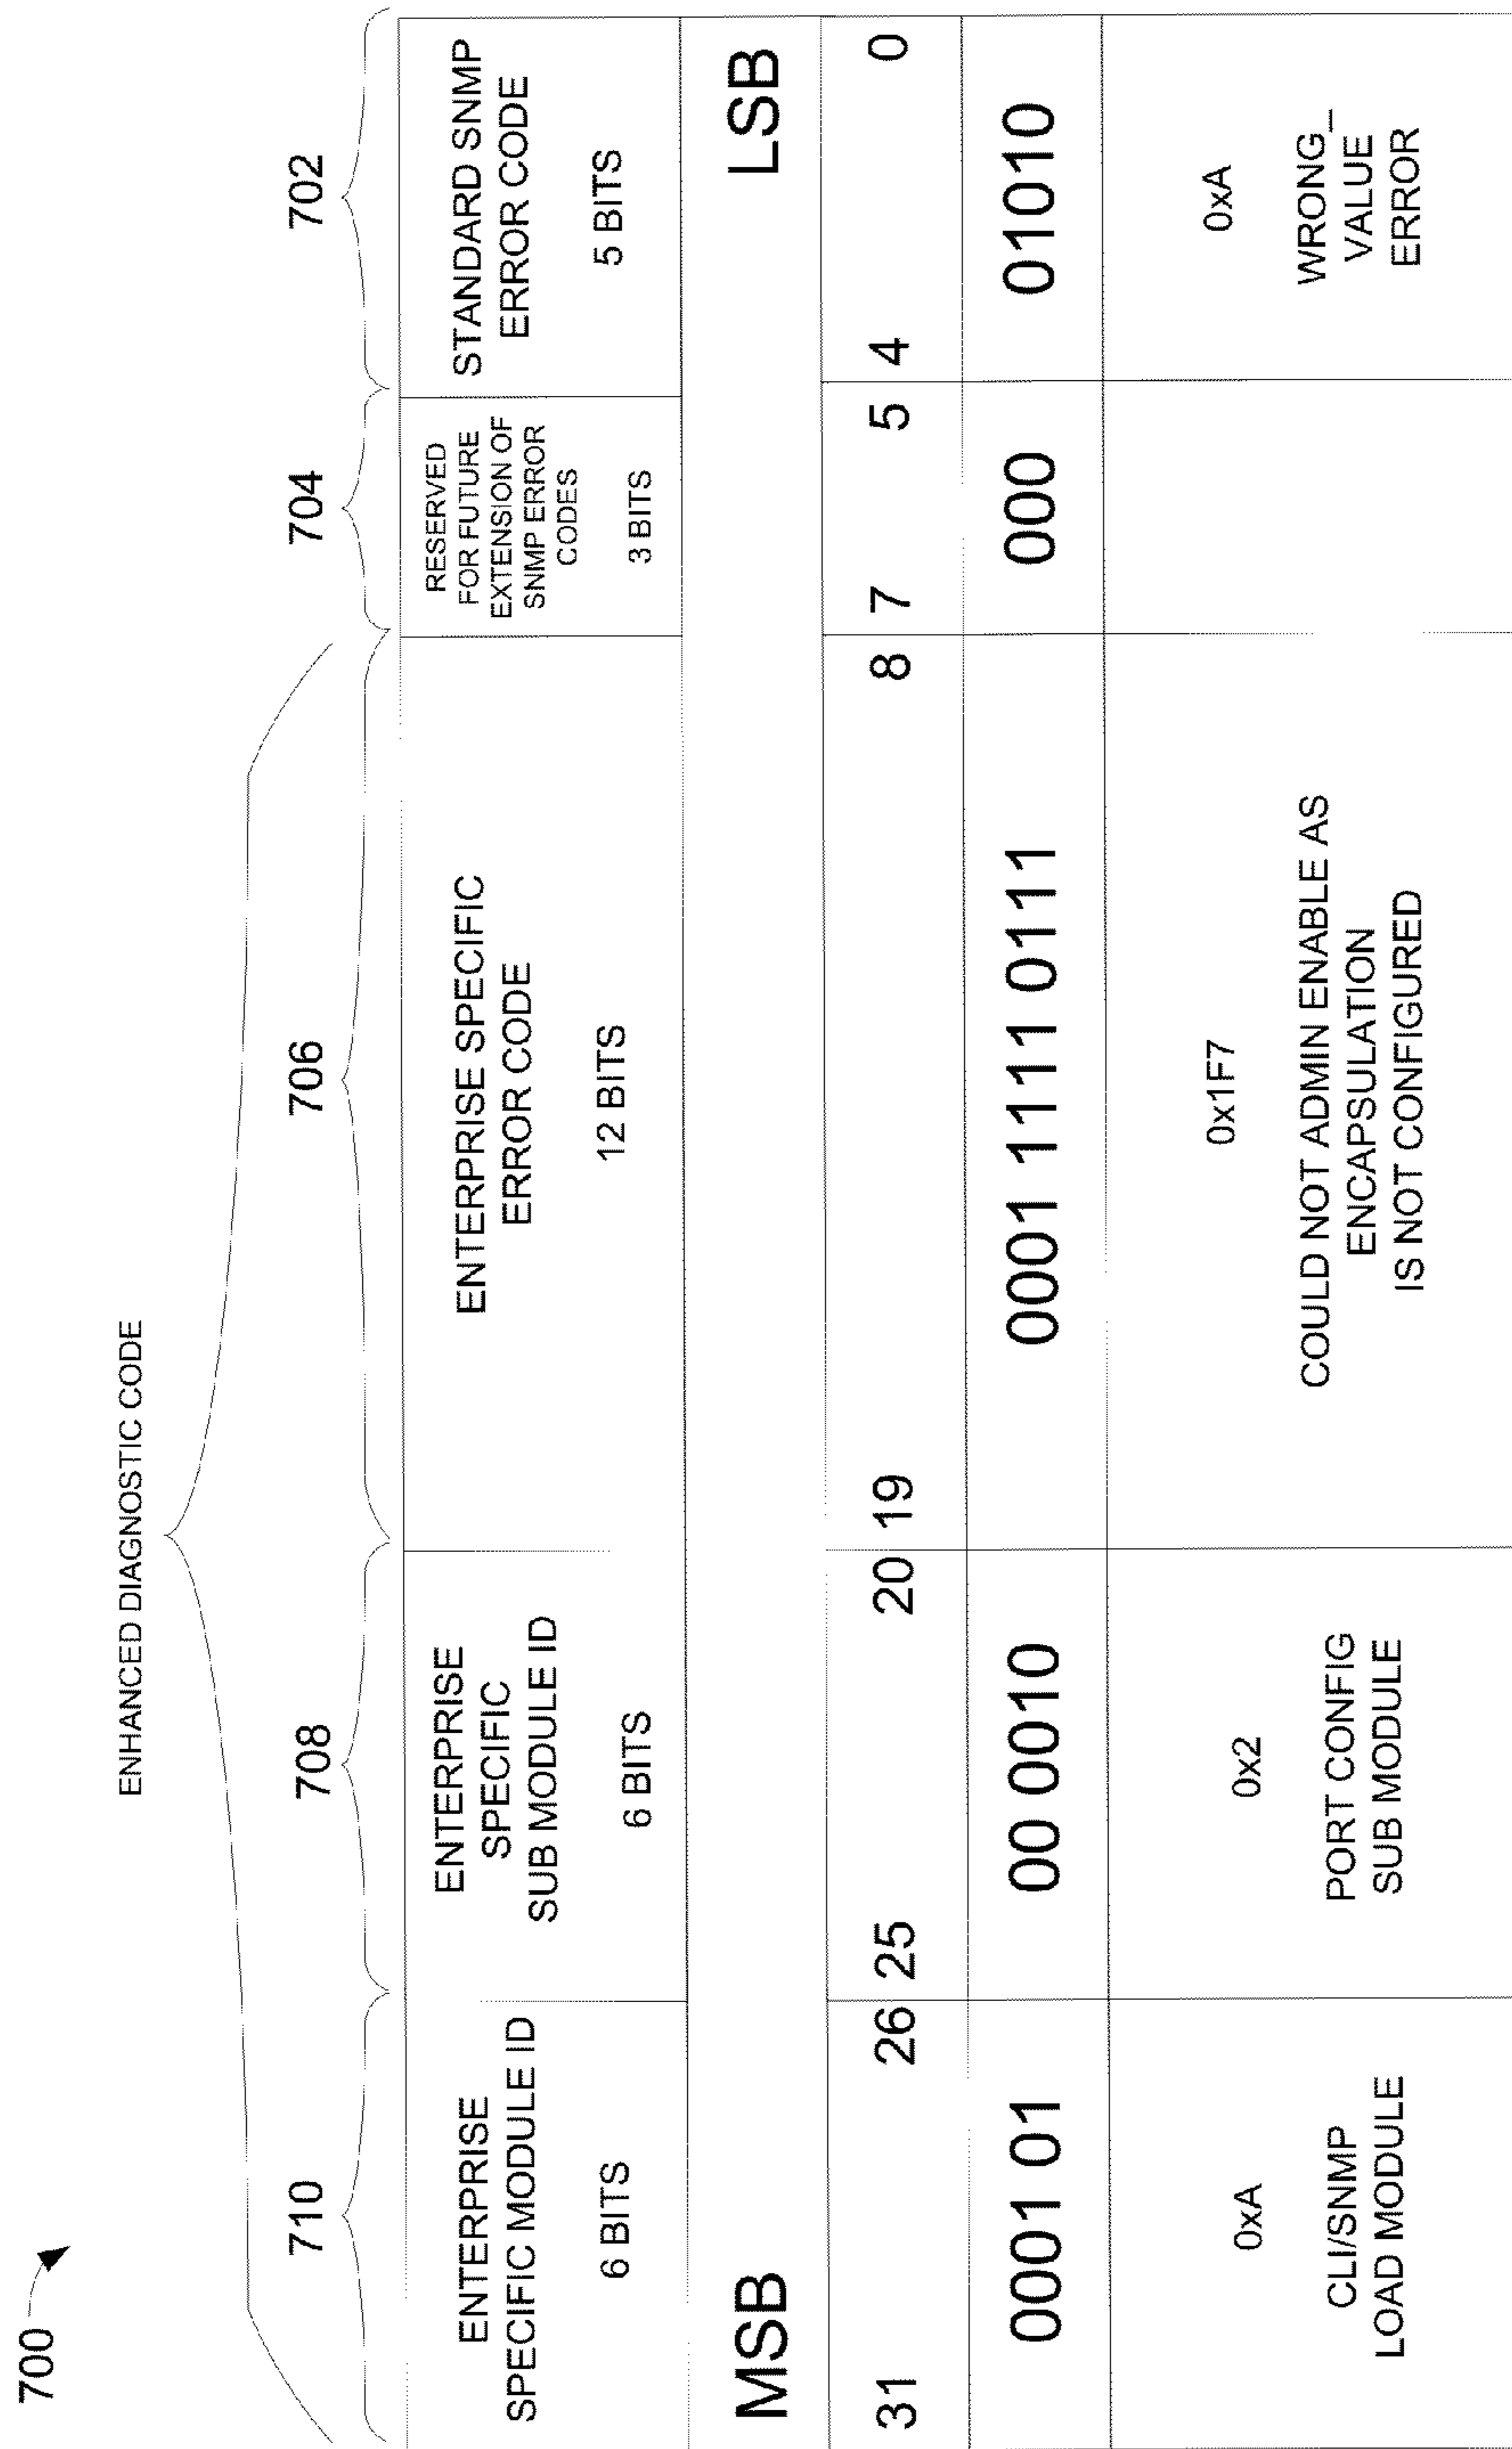 700
ENHANCED DIAGNOSTIC CODE
710
708
706
704
702
ENTERPRISE
SPECIFIC MODULE ID
6 BITS
ENTERPRISE
SPECIFIC
SUB MODULE ID
6 BITS
ENTERPRISE SPECIFIC
ERROR CODE
12 BITS
RESERVED
FOR FUTURE
EXTENSION OF
SNMP ERROR
CODES
3 BITS
STANDARD SNMP
ERROR CODE
5 BITS
MSB
LSB
31 26
25 20
19 8
7 5
4 0
0001 01
00 0010
0001 1111 0111
000
01010
0xA
CLI/SNMP
LOAD MODULE
0x2
PORT CONFIG
SUB MODULE
0x1F7
COULD NOT ADMIN ENABLE AS
ENCAPSULATION
IS NOT CONFIGURED
0xA
WRONG_
VALUE
ERROR